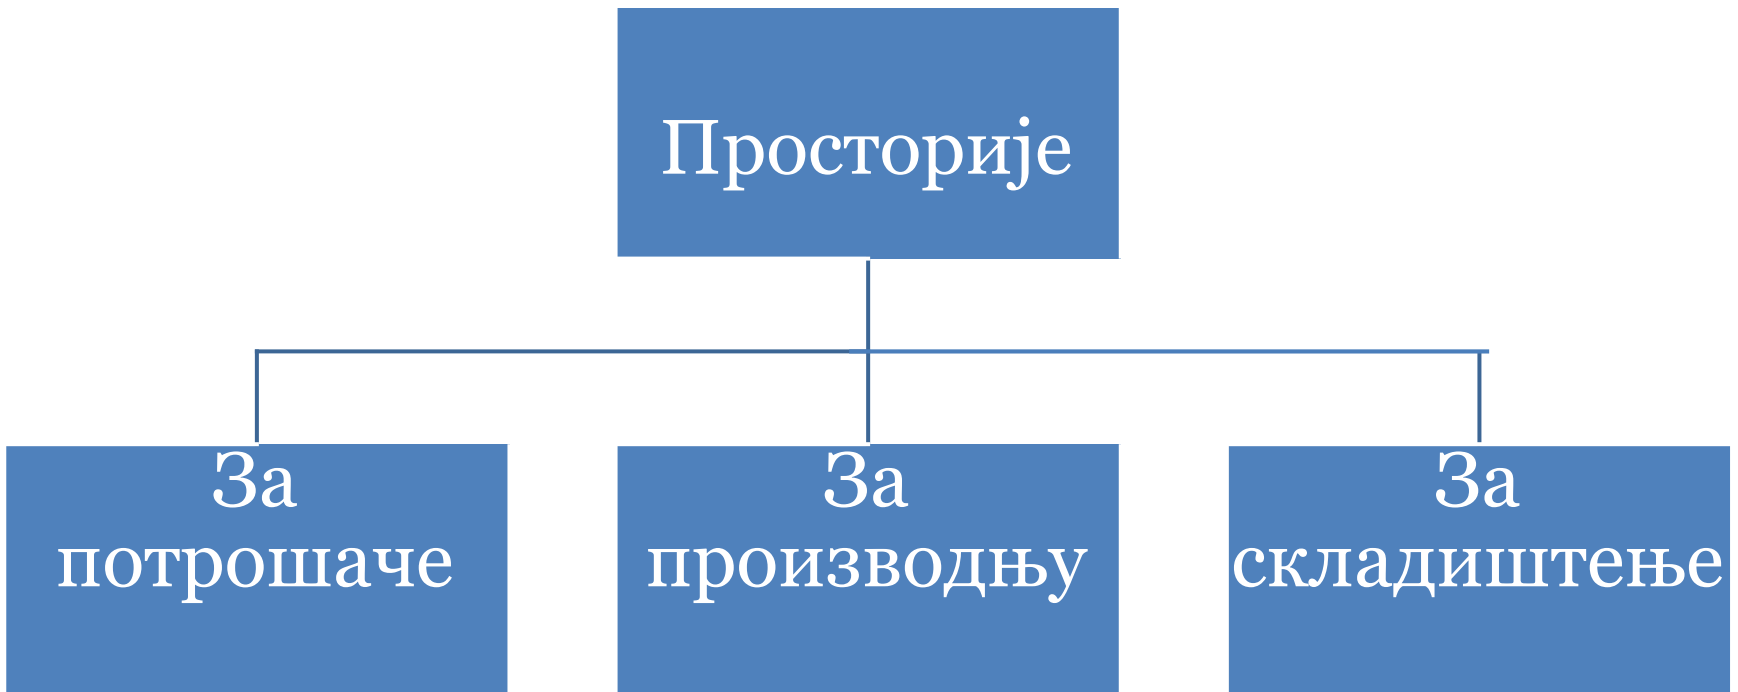 Просторије
За
потрошаче
За
производњу
За
складиштење